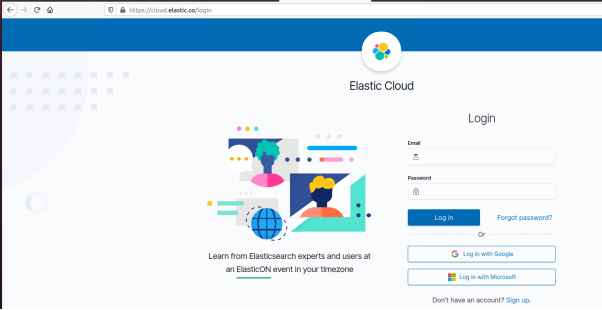 https://cloud.elastic.co/login
Elastic Cloud
Login
Email
Password
Log in
Forgot password?
Or
Log in with Google
Log in with Microsoft
Don't have an account? Sign up.
Learn from Elasticsearch experts and users at
an ElasticON event in your timezone